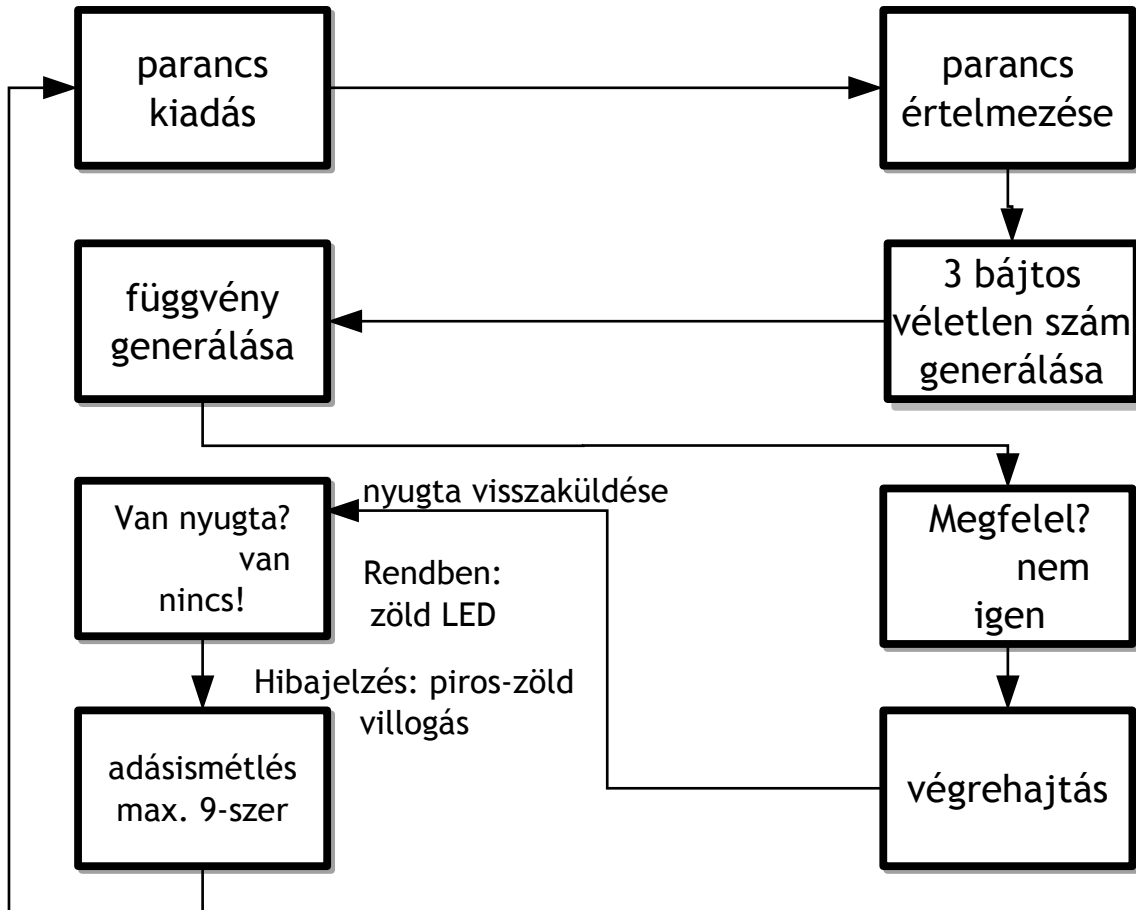 parancs
kiadás
parancs
értelmezése
függvény
generálása
3 bájtos
véletlen szám
generálása
nyugta visszaküldése
Van nyugta?
van
nincs!
Rendben:
zöld LED
Megfelel?
nem
igen
Hibajelzés: piros-zöld
villogás
adásismétlés
max. 9-szer
végrehajtás